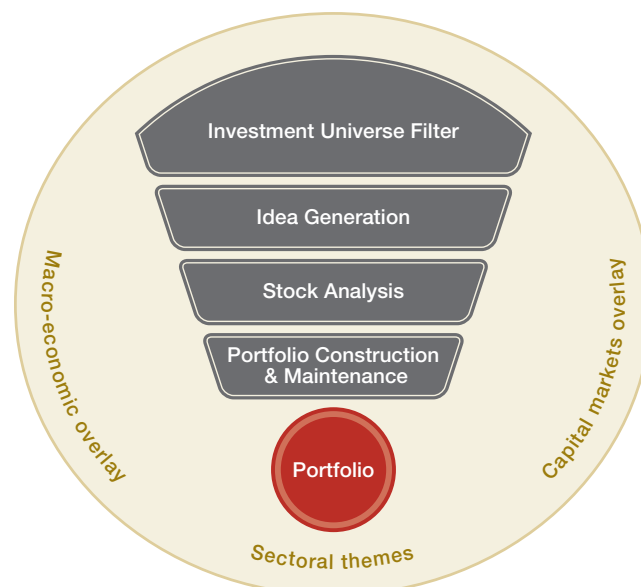 Investment Universe Filter
Idea Generation
Stock Analysis
Portfolio Construction
& Maintenance
Portfolio
Macro-economic overlay
Sectoral themes
Capital markets overlay